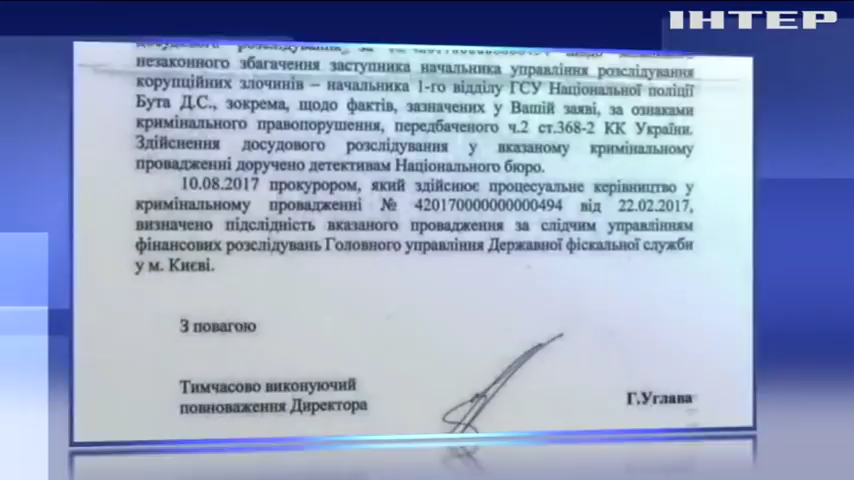 ІНТЕР
досудового розслідування, за
незаконного збагачення заступника начальника управління розслідування
корупційних злочинів – начальника 1-го відділу ГСУ Національної поліції
Бута Д.С., зокрема, щодо фактів, зазначених у Вашій заяві, за ознаками
кримінального правопорушення, передбаченого ч.2 ст.368-2 КК України.
Здійснення досудового розслідування у вказаному кримінальному
провадженні доручено детективам Національного бюро.
10.08.2017 прокурором, який здійснює процесуальне керівництво у
кримінальному провадженні № 420170000000000494 від 22.02.2017,
визначено підслідність вказаного провадження за слідчим управлінням
фінансових розслідувань Головного управління Державної фіскальної служби
у м. Києві.
З повагою
Тимчасово виконуючий
повноваження Директора
Г.Углава